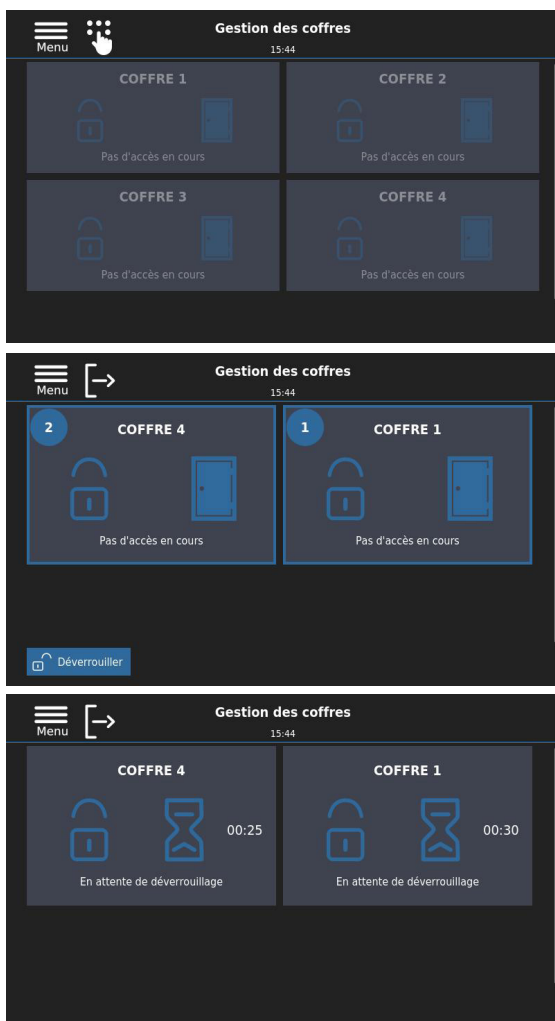 Gestion des coffres
Menu
15:44
COFFRE 1
COFFRE 2
Pas d'accès en cours
Pas d'accès en cours
COFFRE 3
COFFRE 4
Pas d'accès en cours
Pas d'accès en cours
Gestion des coffres
Menu
15:44
2
COFFRE 4
1
COFFRE 1
Pas d'accès en cours
Pas d'accès en cours
Déverrouiller
Gestion des coffres
Menu
15:44
COFFRE 4
COFFRE 1
00:25
00:30
En attente de déverrouillage
En attente de déverrouillage